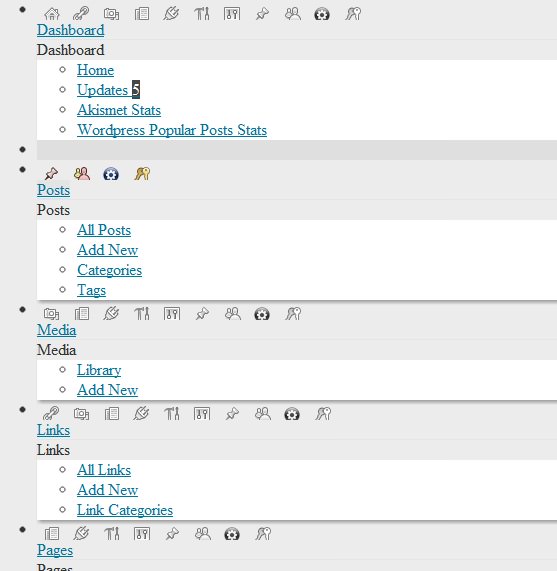 Dashboard
Dashboard
Home
Updates 5
Akismet Stats
Wordpress Popular Posts Stats
Posts
Posts
All Posts
Add New
Categories
Tags
Media
Media
Library
Add New
Links
Links
All Links
Add New
Link Categories
Pages
Pages